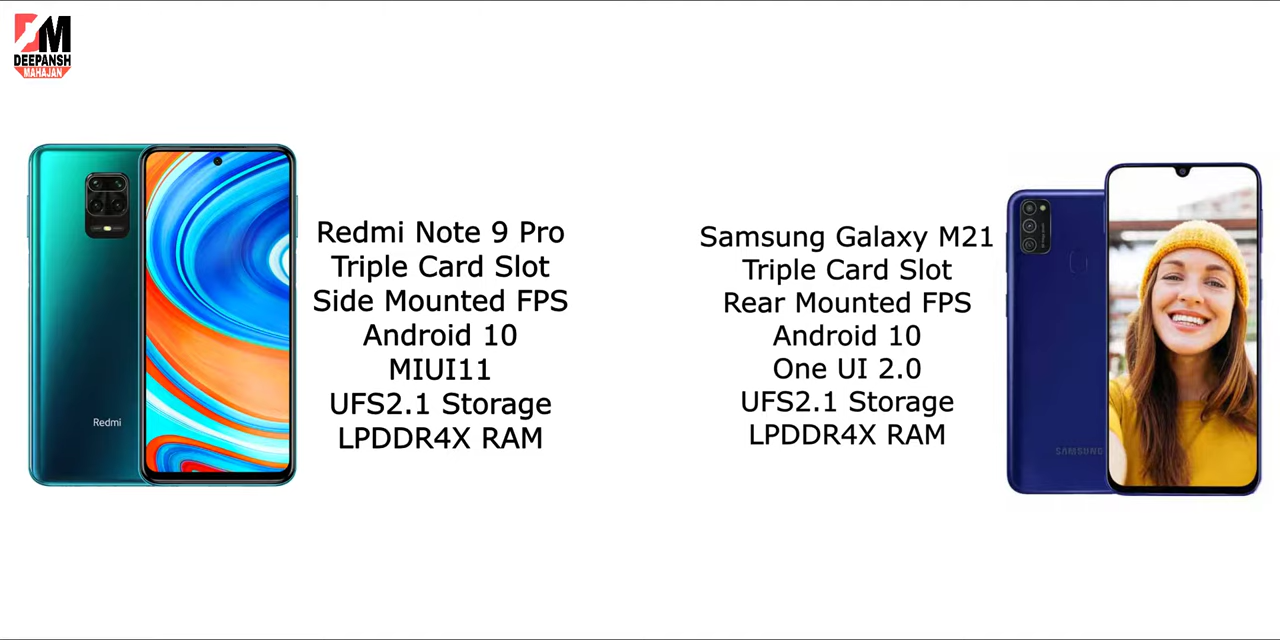 DM
DEEPANSH
MAHAJAN
Redmi Note 9 Pro
Triple Card Slot
Side Mounted FPS
Android 10
MIUI11
UFS2.1 Storage
LPDDR4X RAM
Redmi
Samsung Galaxy M21
Triple Card Slot
Rear Mounted FPS
Android 10
One UI 2.0
UFS2.1 Storage
LPDDR4X RAM
SAMSUNG